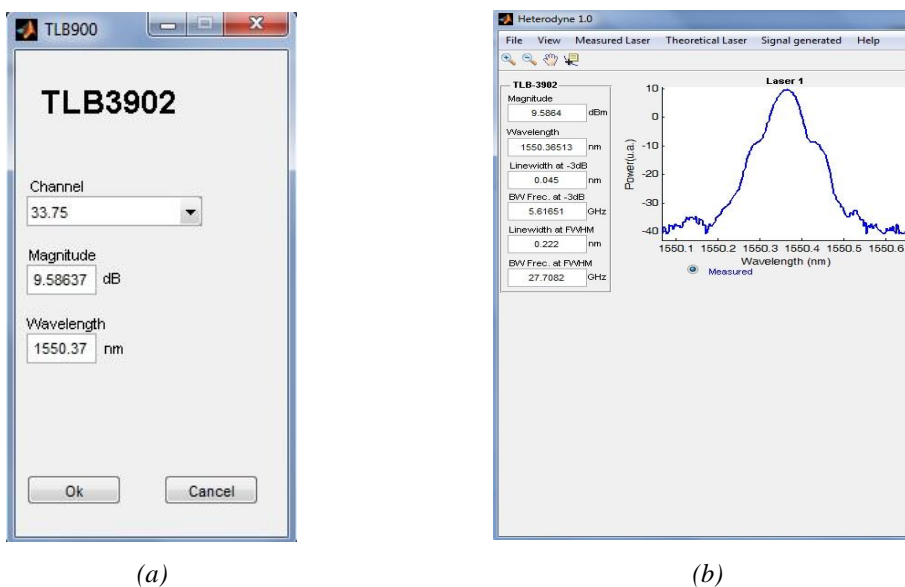 TLB900
TLB3902
Channel
33.75
Magnitude
9.58637 dB
Wavelength
1550.37 nm
Ok Cancel
(a)
Heterodyne 1.0
File View Measured Laser Theoretical Laser Signal generated Help
TLB-3902
Magnitude
9.5864 dBm
Wavelength
1550.36513 nm
Linewidth at -3dB
0.045 nm
BW Frec. at -3dB
5.61651 GHz
Linewidth at FWHM
0.222 nm
BW Frec. at FWHM
27.7082 GHz
Laser 1
Power(u.a.)
10
0
-10
-20
-30
-40
1550.1 1550.2 1550.3 1550.4 1550.5 1550.6
Wavelength (nm)
Measured
(b)